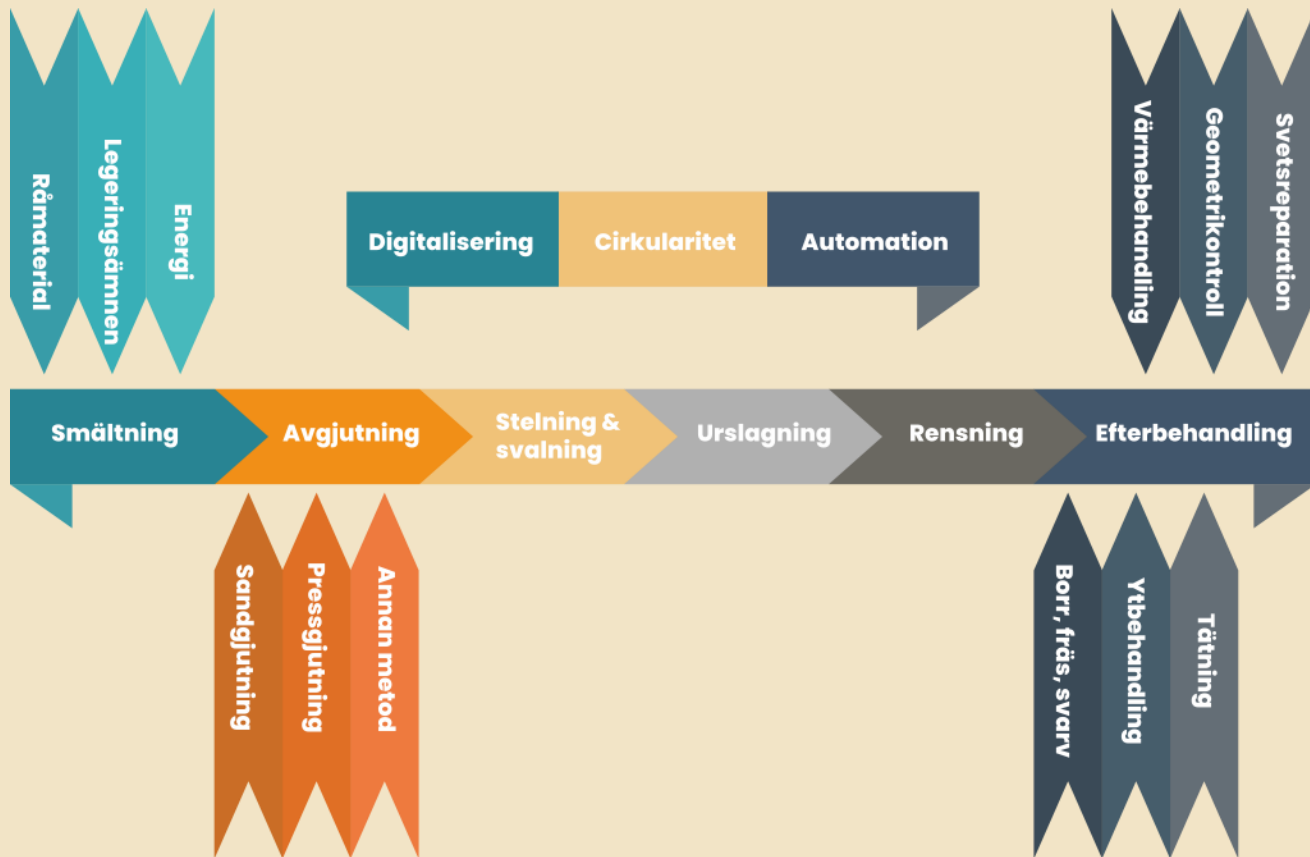 Råmaterial
Legeringsämnen
Energi
Digitalisering
Cirkularitet
Automation
Värmebehandling
Geometrikontroll
Svetsreparation
Smältning
Avgjutning
Stelning &
svalning
Urslagning
Rensning
Efterbehandling
Sandgjutning
Pressgjutning
Annan metod
Borr, fräs, svarv
Ytbehandling
Tätning